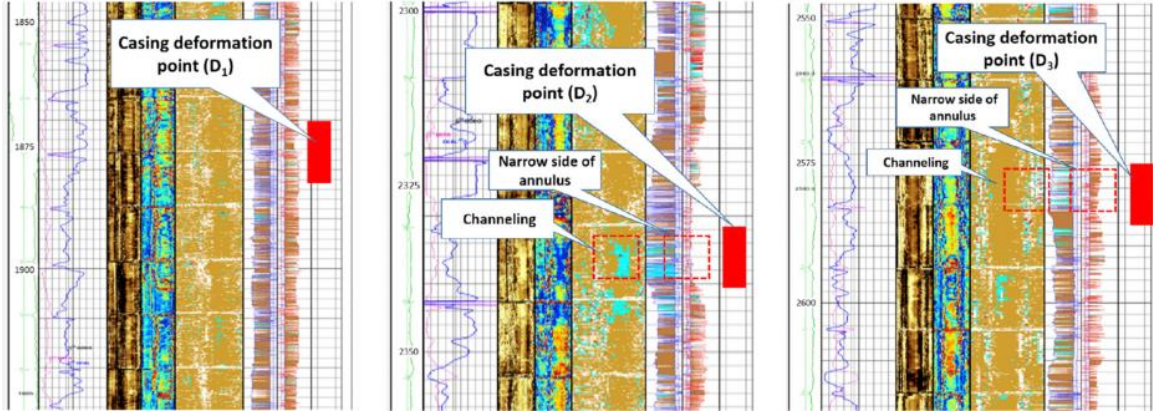 1850
Casing deformation
point (D₁)
1875
1900
2300
Casing deformation
point (D₂)
2325
Narrow side of
annulus
Channeling
2350
2550
Casing deformation
point (D₃)
Narrow side of
annulus
Channeling
2575
2600